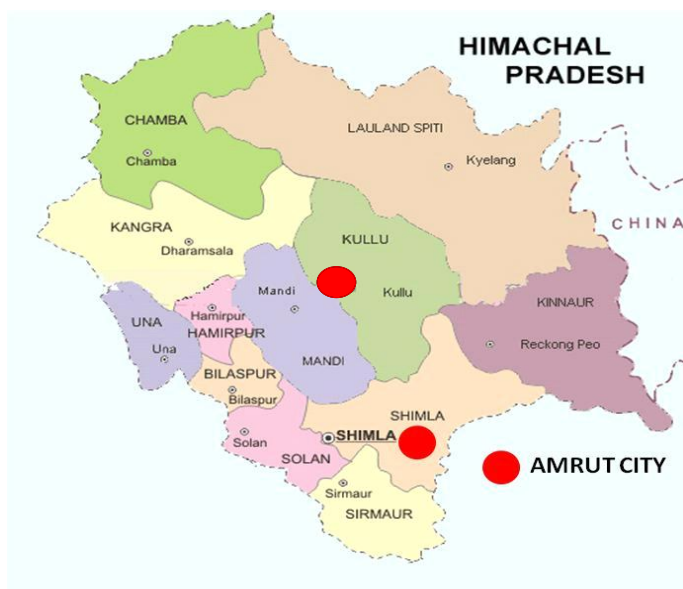 HIMACHAL
PRADESH
CHAMBA
Chamba
LAULAND SPITI
Kyelang
KANGRA
Dharamsala
CHINA
KULLU
Kullu
Mandi
MANDI
KINNAUR
Reckong Peo
UNA
Una
Hamirpur
HAMIRPUR
BILASPUR
Bilaspur
SHIMLA
SHIMLA
Solan
SOLAN
AMRUT CITY
Sirmaur
SIRMAUR